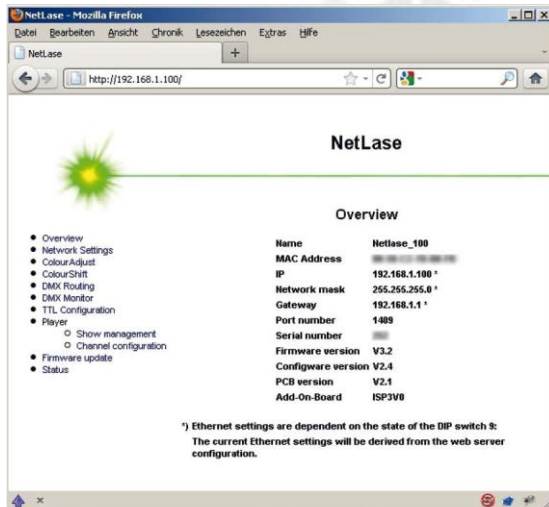 NetLase - Mozilla Firefox
Datei Bearbeiten Ansicht Chronik Lesezeichen Extras Hilfe
NetLase
http://192.168.1.100/
NetLase
Overview
Overview
Network Settings
ColourAdjust
ColourShift
DMX Routing
DMX Monitor
TTL Configuration
Player
Show management
Channel configuration
Firmware update
Status
Name Netlase_100
MAC Address
IP 192.168.1.100 *
Network mask 255.255.255.0 *
Gateway 192.168.1.1 *
Port number 1409
Serial number
Firmware version V3.2
Configware version V2.4
PCB version V2.1
Add-On-Board ISP3V0
*) Ethernet settings are dependent on the state of the DIP switch 9:
The current Ethernet settings will be derived from the web server
configuration.